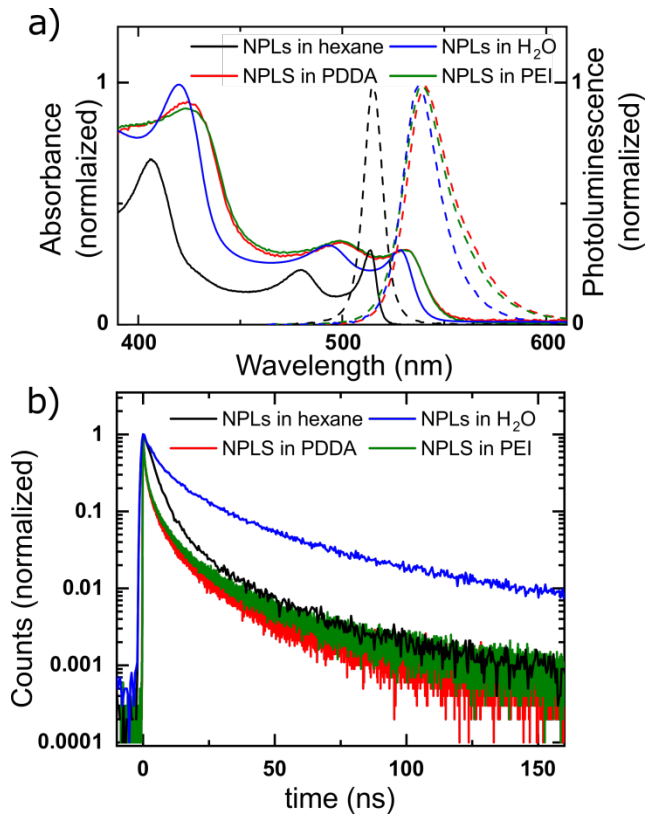 a)
NPLs in hexane NPLs in H₂O
NPLS in PDDA NPLS in PEI
Absorbance
(normlaized)
Photoluminescence
(normalized)
1 1
0 0
400 500 600
Wavelength (nm)
b)
NPLs in hexane NPLs in H₂O
NPLS in PDDA NPLS in PEI
Counts (normalized)
1
0.1
0.01
0.001
0.0001
0 50 100 150
time (ns)